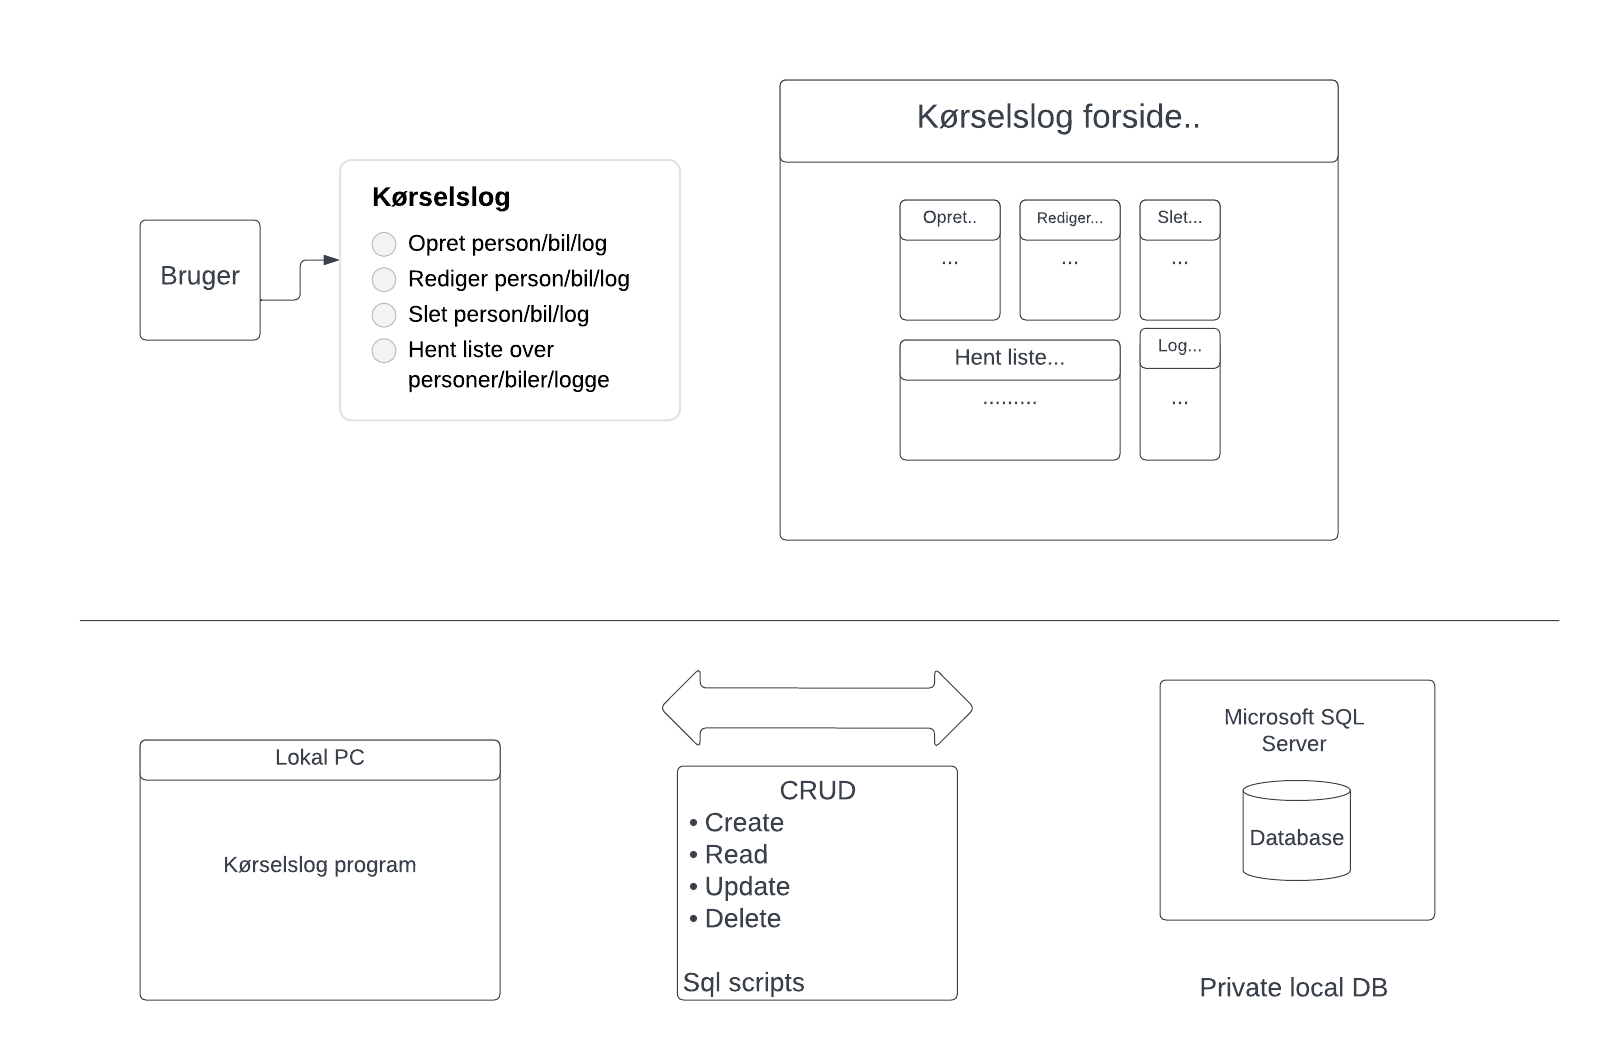 Bruger
Kørselslog
Opret person/bil/log
Rediger person/bil/log
Slet person/bil/log
Hent liste over
personer/biler/logge
Kørselslog forside..
Opret..
...
Rediger...
...
Slet...
...
Hent liste...
.........
Log...
...
Lokal PC
Kørselslog program
CRUD
• Create
• Read
• Update
• Delete
Sql scripts
Microsoft SQL
Server
Database
Private local DB